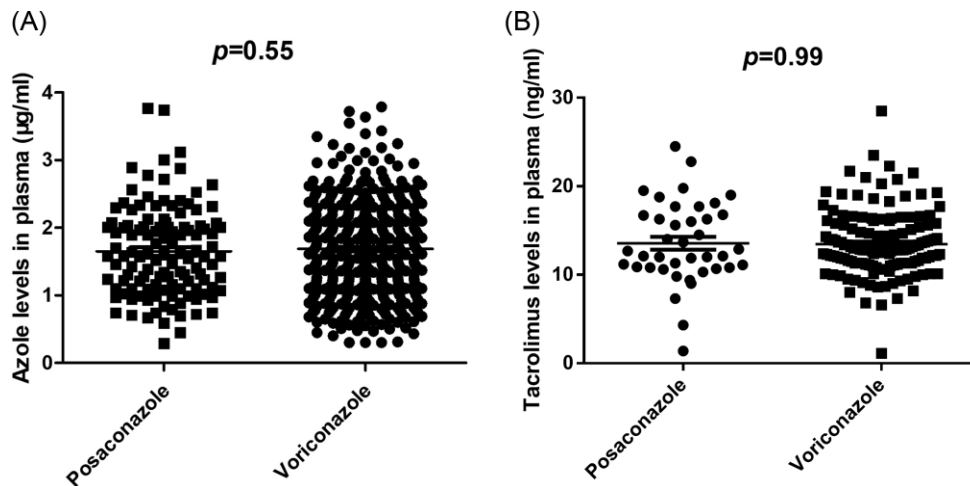 (A)
p=0.55
Azole levels in plasma (µg/ml)
4
3
2
1
0
Posaconazole
Voriconazole
(B)
p=0.99
Tacrolimus levels in plasma (ng/ml)
30
20
10
0
Posaconazole
Voriconazole